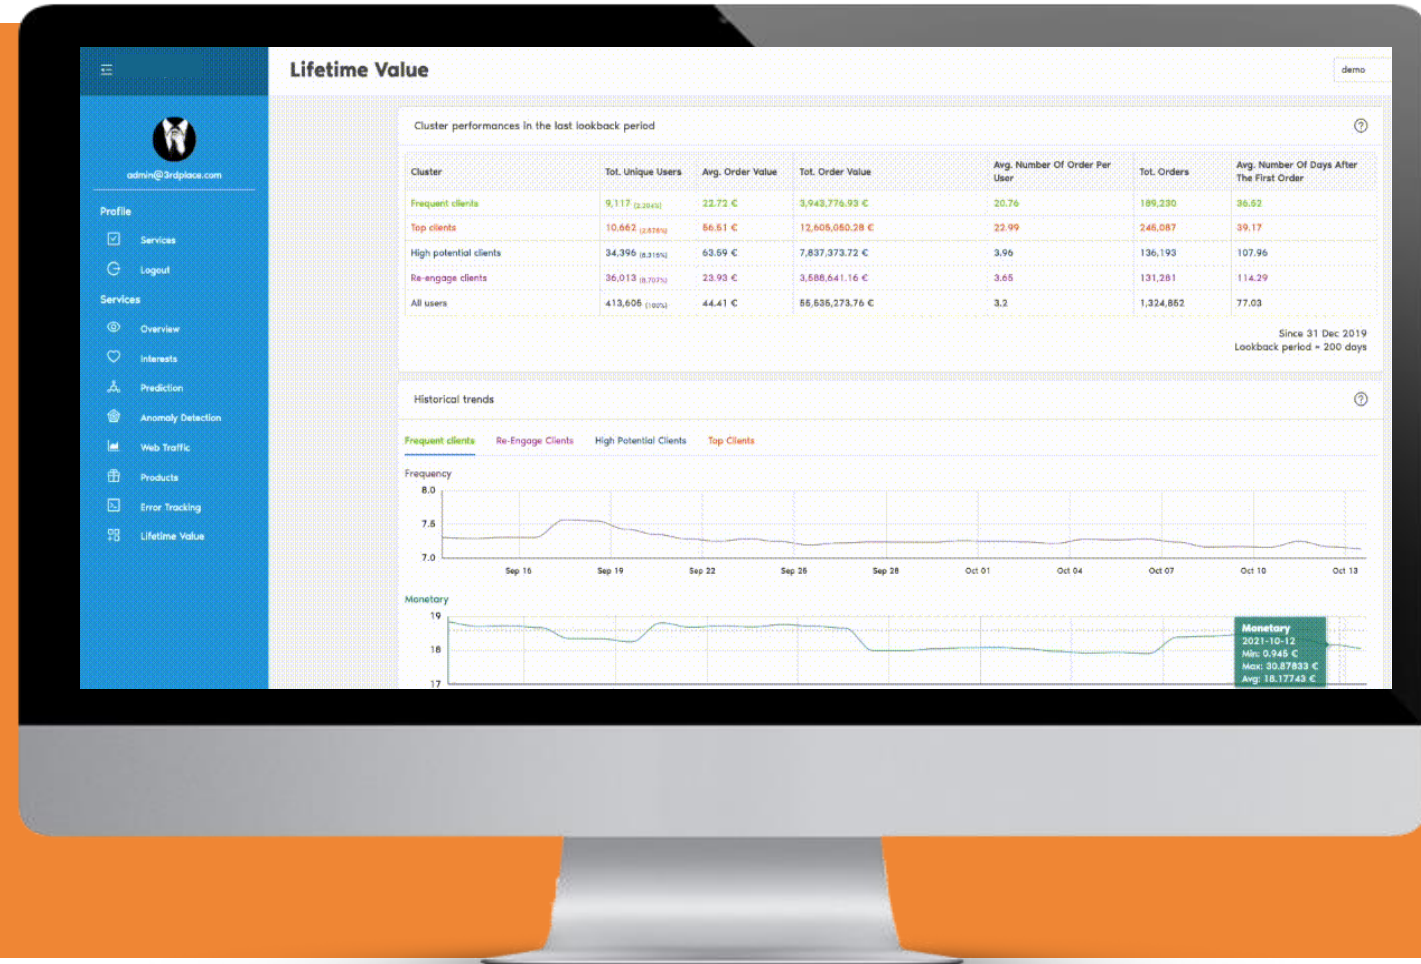 Lifetime Value
demo
admin@3rdplace.com
Profile
Services
Logout
Services
Overview
Interests
Prediction
Anomaly Detection
Web Traffic
Products
Error Tracking
Lifetime Value
Cluster performances in the last lookback period
Cluster Tot. Unique Users Avg. Order Value Tot. Order Value Avg. Number Of Order Per User Tot. Orders Avg. Number Of Days After The First Order
Frequent clients 9,117 22.72 € 3,943,776.93 € 20.76 189,230 36.52
Top clients 10,662 56.51 € 12,605,050.28 € 22.99 245,087 39.17
High potential clients 34,396 (8.316%) 63.59 € 7,837,373.72 € 3.96 136,193 107.96
Re-engage clients 36,013 (8.707%) 23.93 € 3,588,641.16 € 3.65 131,281 114.29
All users 413,605 (100%) 44.41 € 55,535,273.76 € 3.2 1,324,852 77.03
Since 31 Dec 2019
Lookback period = 200 days
Historical trends
Frequent clients Re-Engage Clients High Potential Clients Top Clients
Frequency
8.0
7.5
7.0
Sep 16 Sep 19 Sep 22 Sep 25 Sep 28 Oct 01 Oct 04 Oct 07 Oct 10 Oct 13
Monetary
19
18
17
Monetary
2021-10-12
Min: 0.945 €
Max: 30.87833 €
Avg: 18.17743 €